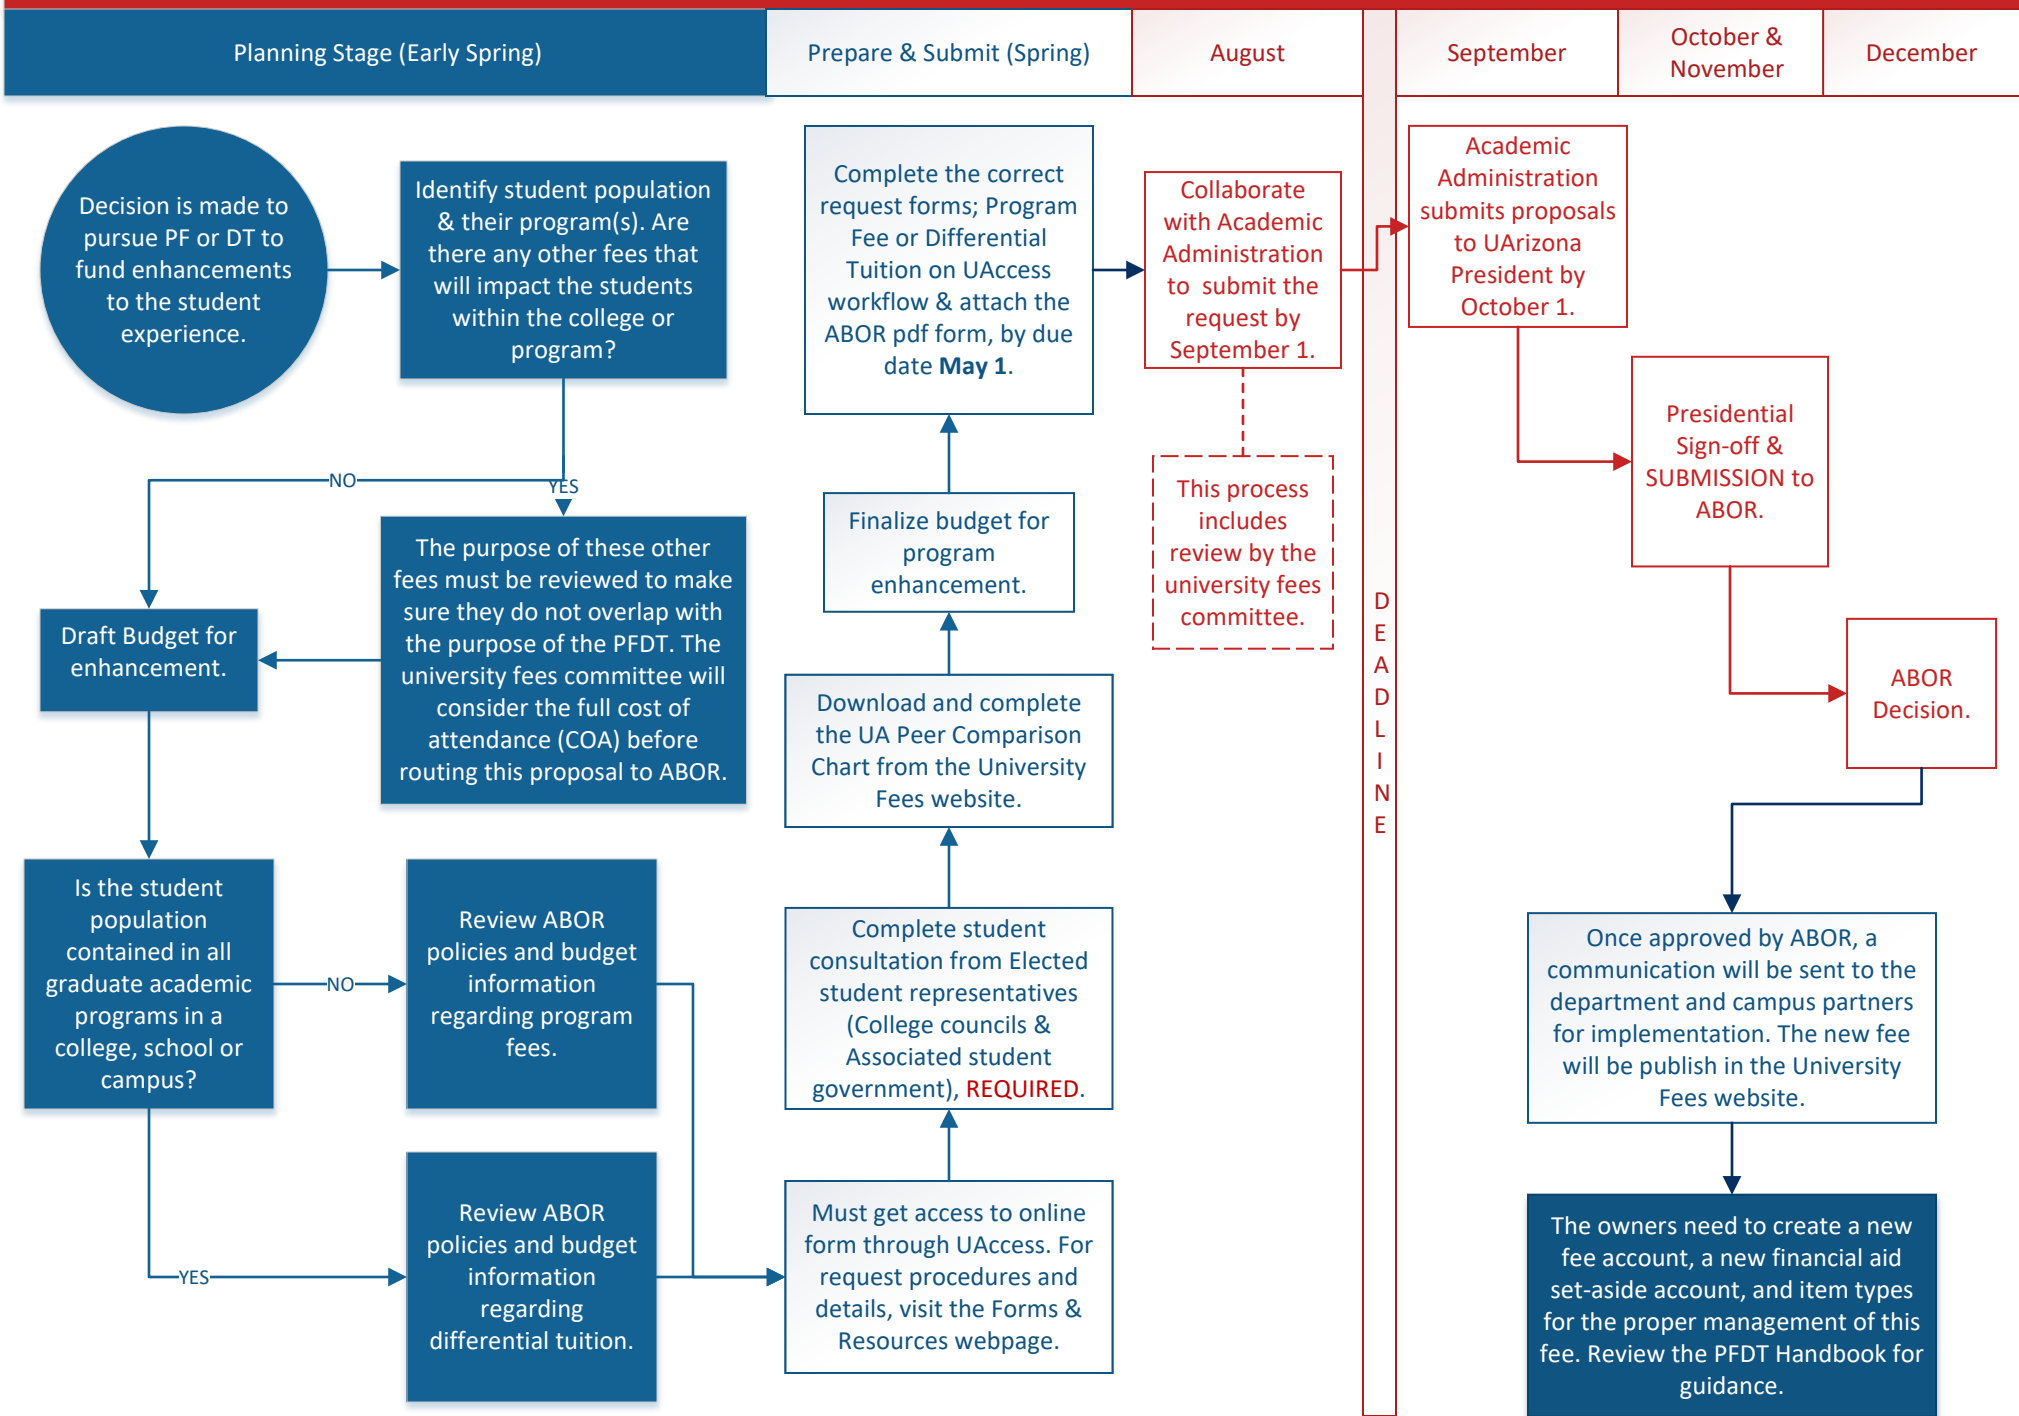 Planning Stage (Early Spring)
Prepare & Submit (Spring)
August
September
October &
November
December
Decision is made to
pursue PF or DT to
fund enhancements
to the student
experience.
Identify student population
& their program(s). Are
there any other fees that
will impact the students
within the college or
program?
NO
YES
The purpose of these other
fees must be reviewed to make
sure they do not overlap with
the purpose of the PFDT. The
university fees committee will
consider the full cost of
attendance (COA) before
routing this proposal to ABOR.
Draft Budget for
enhancement.
Is the student
population
contained in all
graduate academic
programs in a
college, school or
campus?
NO
Review ABOR
policies and budget
information
regarding program
fees.
YES
Review ABOR
policies and budget
information
regarding
differential tuition.
Must get access to online
form through UAccess. For
request procedures and
details, visit the Forms &
Resources webpage.
Complete student
consultation from Elected
student representatives
(College councils &
Associated student
government), REQUIRED.
Download and complete
the UA Peer Comparison
Chart from the University
Fees website.
Finalize budget for
program
enhancement.
Complete the correct
request forms; Program
Fee or Differential
Tuition on UAccess
workflow & attach the
ABOR pdf form, by due
date May 1.
Collaborate
with Academic
Administration
to submit the
request by
September 1.
This process
includes
review by the
university fees
committee.
D
E
A
D
L
I
N
E
Academic
Administration
submits proposals
to UArizona
President by
October 1.
Presidential
Sign-off &
SUBMISSION to
ABOR.
ABOR
Decision.
Once approved by ABOR, a
communication will be sent to the
department and campus partners
for implementation. The new fee
will be publish in the University
Fees website.
The owners need to create a new
fee account, a new financial aid
set-aside account, and item types
for the proper management of this
fee. Review the PFDT Handbook for
guidance.